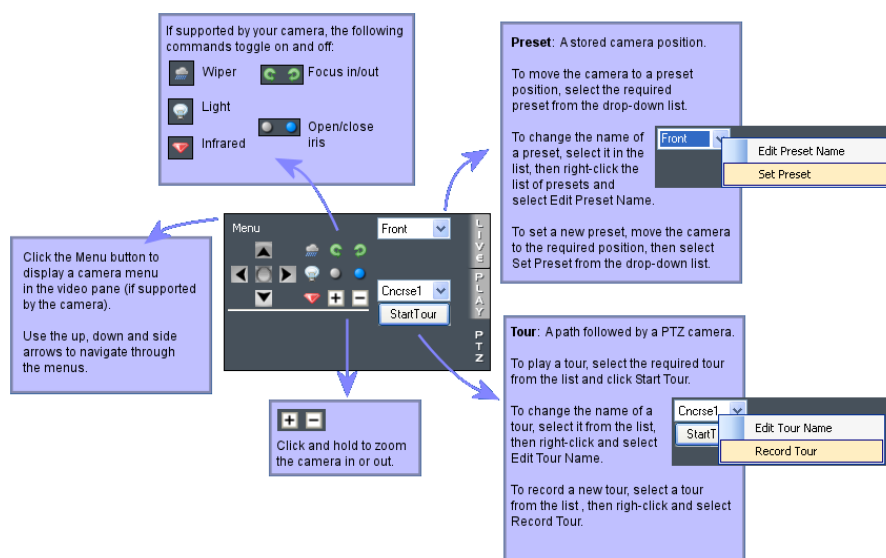 If supported by your camera, the following
commands toggle on and off:
Wiper
Focus in/out
Light
Open/close
iris
Infrared
Preset: A stored camera position.
To move the camera to a preset
position, select the required
preset from the drop-down list.
To change the name of
a preset, select it in the
list, then right-click the
list of presets and
select Edit Preset Name.
To set a new preset, move the camera
to the required position, then select
Set Preset from the drop-down list.
Front
Edit Preset Name
Set Preset
Click the Menu button to
display a camera menu
in the video pane (if supported
by the camera).
Use the up, down and side
arrows to navigate through
the menus.
Menu
Front
Cncrse1
StartTour
LIVE
PLAY
PTZ
Click and hold to zoom
the camera in or out.
Tour: A path followed by a PTZ camera.
To play a tour, select the required tour
from the list and click Start Tour.
To change the name of a
tour, select it from the list,
then right-click and select
Edit Tour Name.
To record a new tour, select a tour
from the list , then righ-click and select
Record Tour.
Cncrse1
StartT
Edit Tour Name
Record Tour